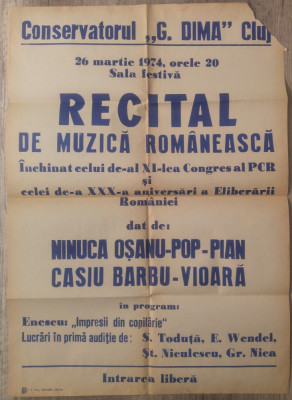 Conservatorul „G. DIMA” Cluj
26 martie 1974, orele 20
Sala festivă
RECITAL
DE MUZICĂ ROMÂNEASCĂ
Închinat celui de-al XI-lea Congres al PCR
și
celei de-a XXX-a aniversări a Eliberării
României
dat de:
NINUCA OȘANU-POP-PIAN
CASIU BARBU-VIOARĂ
în program:
Enescu: „Impresii din copilărie”
Lucrări în primă audiție de: S. Toduță, E. Wendel,
Șt. Niculescu, Gr. Nica
Intrarea liberă